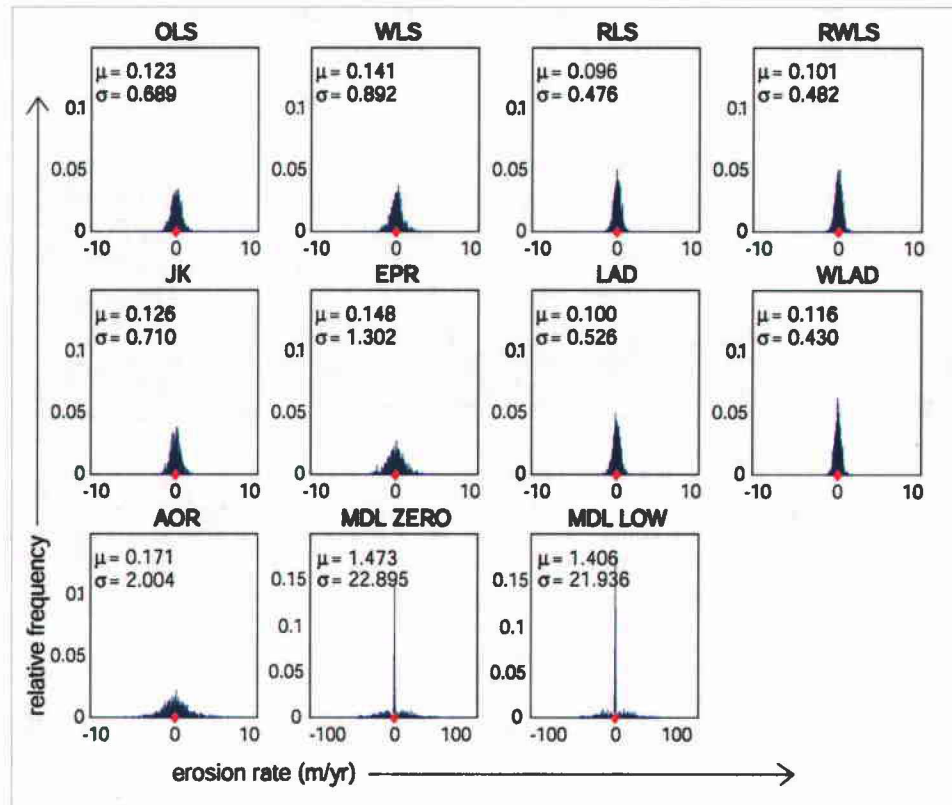 OLS WLS RLS RWLS
μ = 0.123 μ = 0.141 μ = 0.096 μ = 0.101
σ = 0.689 σ = 0.892 σ = 0.476 σ = 0.482
0.1 0.1 0.1 0.1
0.05 0.05 0.05 0.05
0 0 0 0
-10 0 10 -10 0 10 -10 0 10 -10 0 10
JK EPR LAD WLAD
μ = 0.126 μ = 0.148 μ = 0.100 μ = 0.116
σ = 0.710 σ = 1.302 σ = 0.526 σ = 0.430
0.1 0.1 0.1 0.1
0.05 0.05 0.05 0.05
0 0 0 0
-10 0 10 -10 0 10 -10 0 10 -10 0 10
AOR MDL ZERO MDL LOW
μ = 0.171 μ = 1.473 μ = 1.406
σ = 2.004 σ = 22.895 σ = 21.936
0.15 0.15
0.1 0.1 0.1
0.05 0.05 0.05
0 0 0
-10 0 10 -100 0 100 -100 0 100
relative frequency
erosion rate (m/yr)